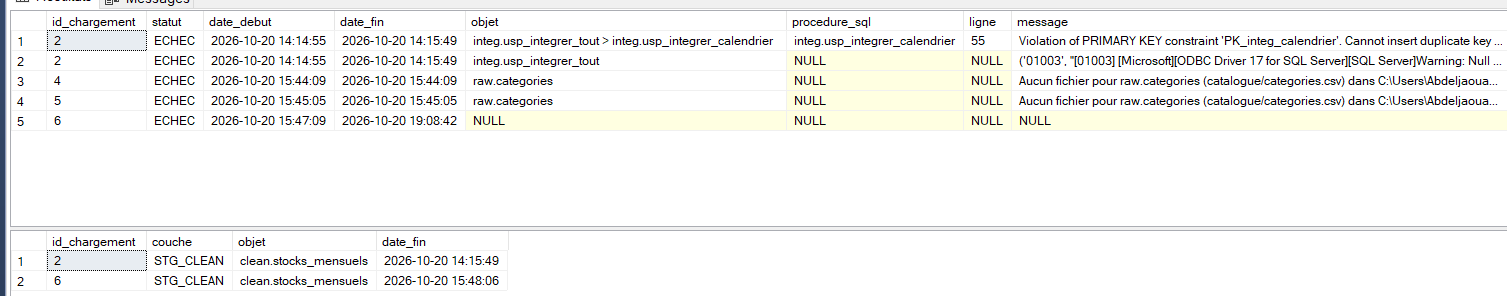 Messages
id_chargement statut date_debut date_fin objet procedure_sql ligne message
1 2 ECHEC 2026-10-20 14:14:55 2026-10-20 14:15:49 integ.usp_integrer_tout > integ.usp_integrer_calendrier integ.usp_integrer_calendrier 55 Violation of PRIMARY KEY constraint 'PK_integ_calendrier'. Cannot insert duplicate key ...
2 2 ECHEC 2026-10-20 14:14:55 2026-10-20 14:15:49 integ.usp_integrer_tout NULL NULL ('01003', "[01003] [Microsoft][ODBC Driver 17 for SQL Server][SQL Server]Warning: Null ...
3 4 ECHEC 2026-10-20 15:44:09 2026-10-20 15:44:09 raw.categories NULL NULL Aucun fichier pour raw.categories (catalogue/categories.csv) dans C:\Users\Abdeljaoua...
4 5 ECHEC 2026-10-20 15:45:05 2026-10-20 15:45:05 raw.categories NULL NULL Aucun fichier pour raw.categories (catalogue/categories.csv) dans C:\Users\Abdeljaoua...
5 6 ECHEC 2026-10-20 15:47:09 2026-10-20 19:08:42 NULL NULL NULL NULL
id_chargement couche objet date_fin
1 2 STG_CLEAN clean.stocks_mensuels 2026-10-20 14:15:49
2 6 STG_CLEAN clean.stocks_mensuels 2026-10-20 15:48:06